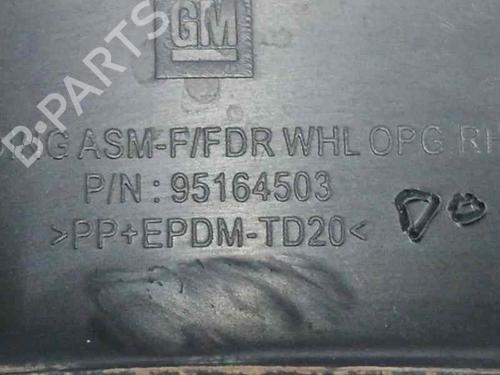 GM
ASM-F/FDR WHL OPG
P/N : 95164503
>PP+EPDM-TD20<
B-PARTS